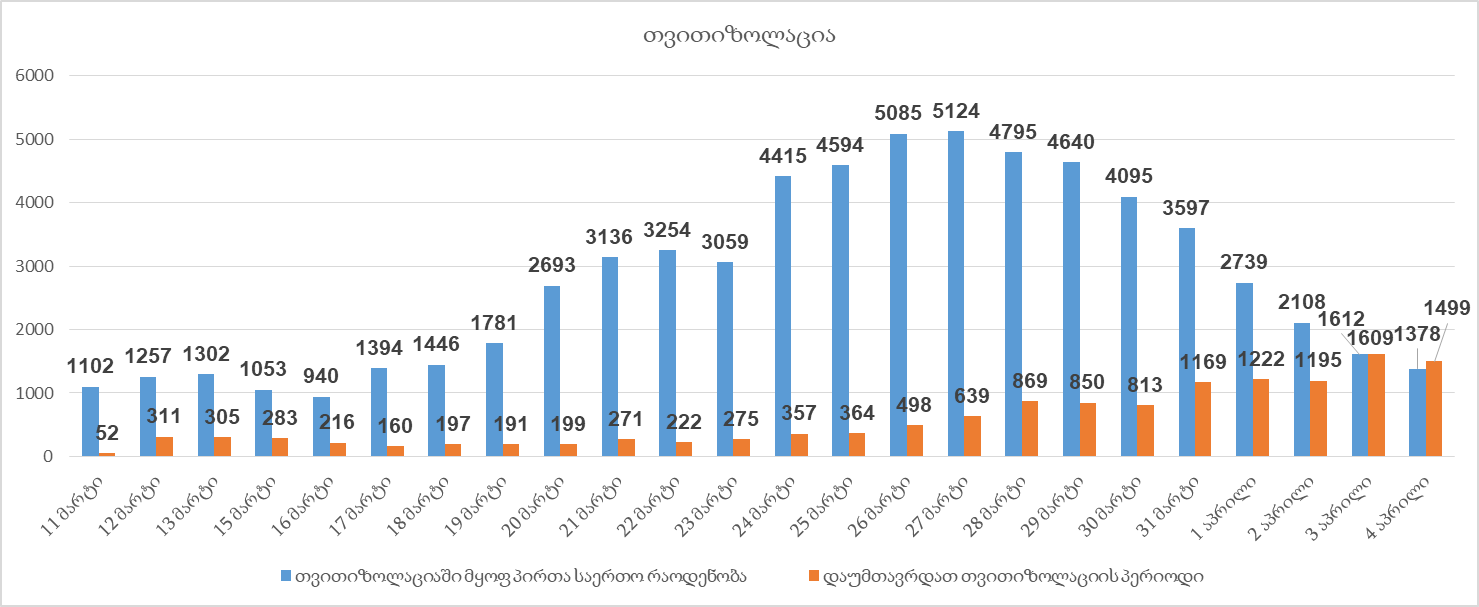 თვითიზოლაცია
6000
5000
4000
3000
2000
1000
0
1102 1257 1302 1053 940 1394 1446 1781 2693 3136 3254 3059 4415 4594 5085 5124 4795 4640 4095 3597 2739 2108 1612 1378
52 311 305 283 216 160 197 191 199 271 222 275 357 364 498 639 869 850 813 1169 1222 1195 1609 1499
11 მარტი 12 მარტი 13 მარტი 15 მარტი 16 მარტი 17 მარტი 18 მარტი 19 მარტი 20 მარტი 21 მარტი 22 მარტი 23 მარტი 24 მარტი 25 მარტი 26 მარტი 27 მარტი 28 მარტი 29 მარტი 30 მარტი 31 მარტი 1 აპრილი 2 აპრილი 3 აპრილი 4 აპრილი
თვითიზოლაციაში მყოფ პირთა საერთო რაოდენობა დაუმთავრდათ თვითიზოლაციის პერიოდი